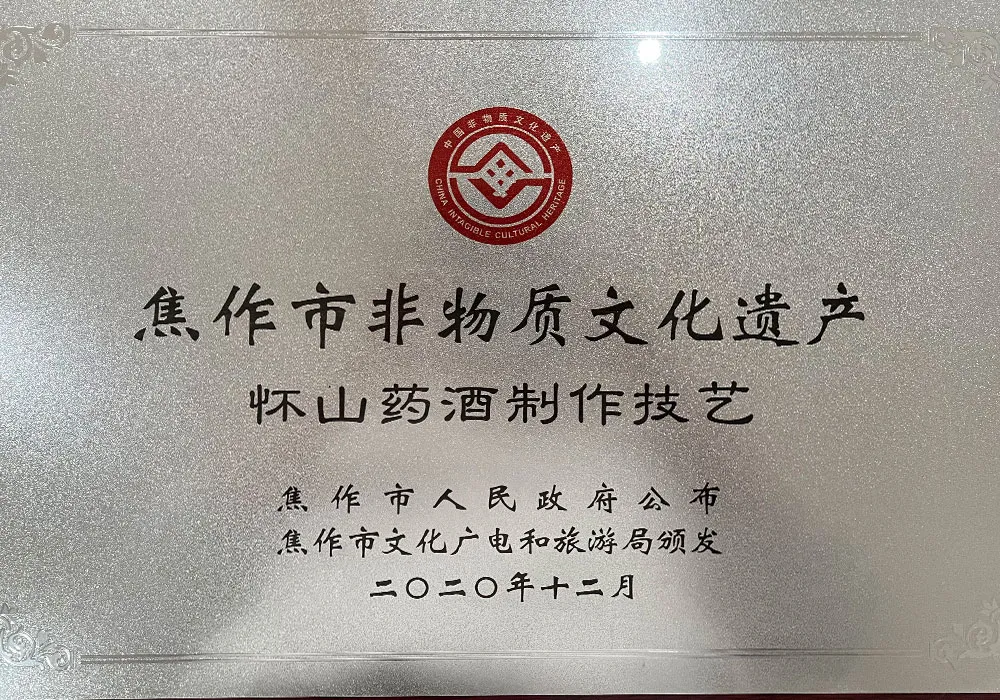 中国非物质文化遗产
CHINA INTAGIBLE CULTURAL HERITAGE
焦作市非物质文化遗产
怀山药酒制作技艺
焦作市人民政府公布
焦作市文化广电和旅游局颁发
二〇二〇年十二月